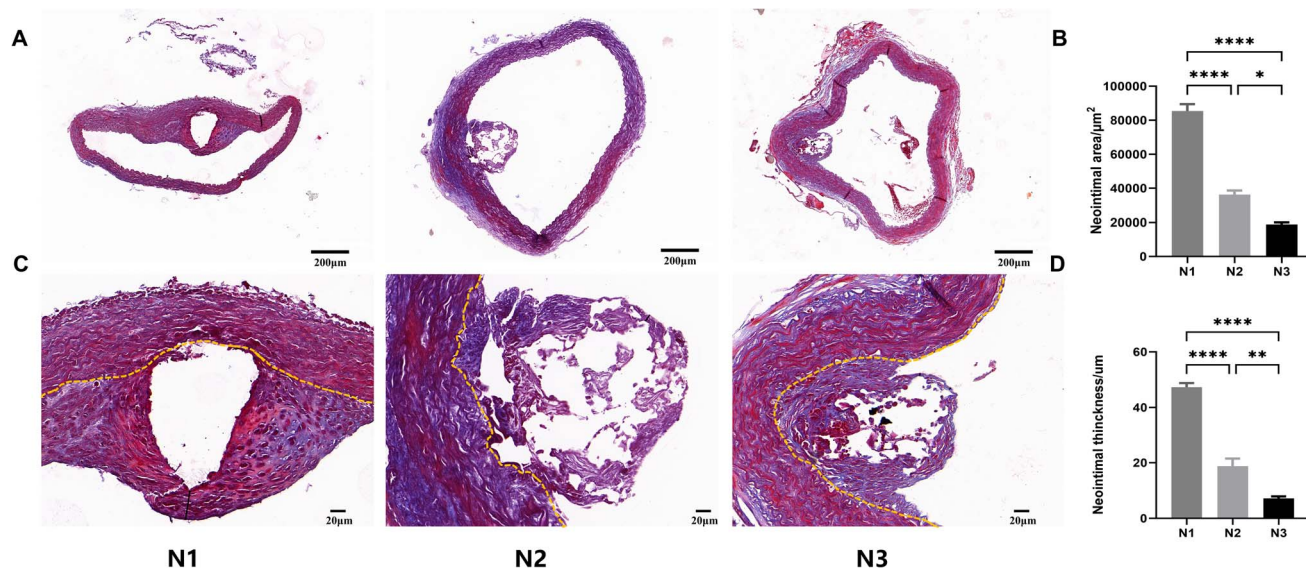 A
B
200μm
200μm
200μm
****
****
*
Neointimal area/μm²
100000
80000
60000
40000
20000
0
N1
N2
N3
C
D
20μm
20μm
20μm
****
****
**
Neointimal thickness/um
60
40
20
0
N1
N2
N3
N1
N2
N3